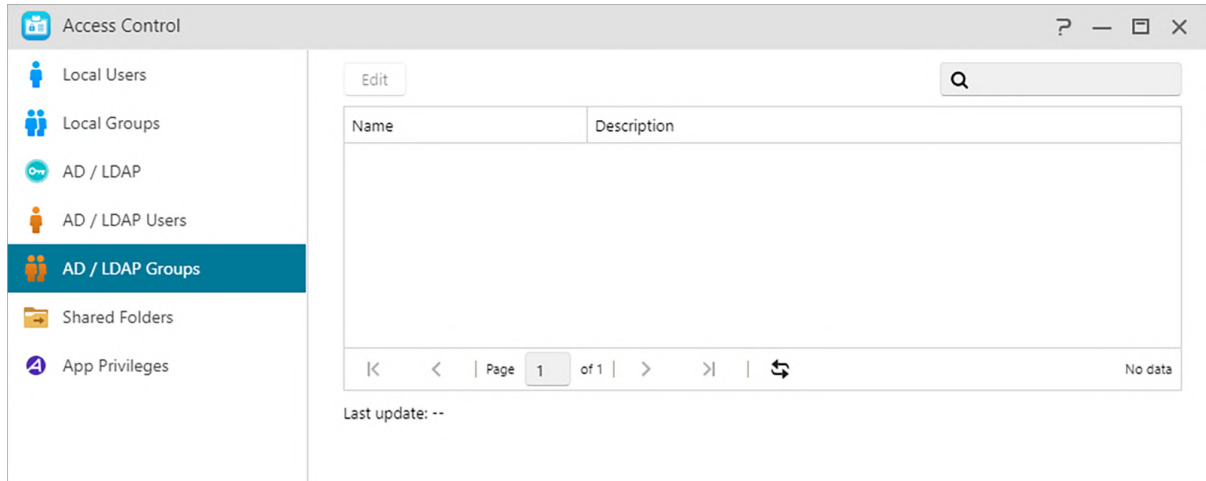 Access Control
Local Users
Local Groups
AD / LDAP
AD / LDAP Users
AD / LDAP Groups
Shared Folders
App Privileges
Edit
Name Description
Page 1 of 1 No data
Last update: --